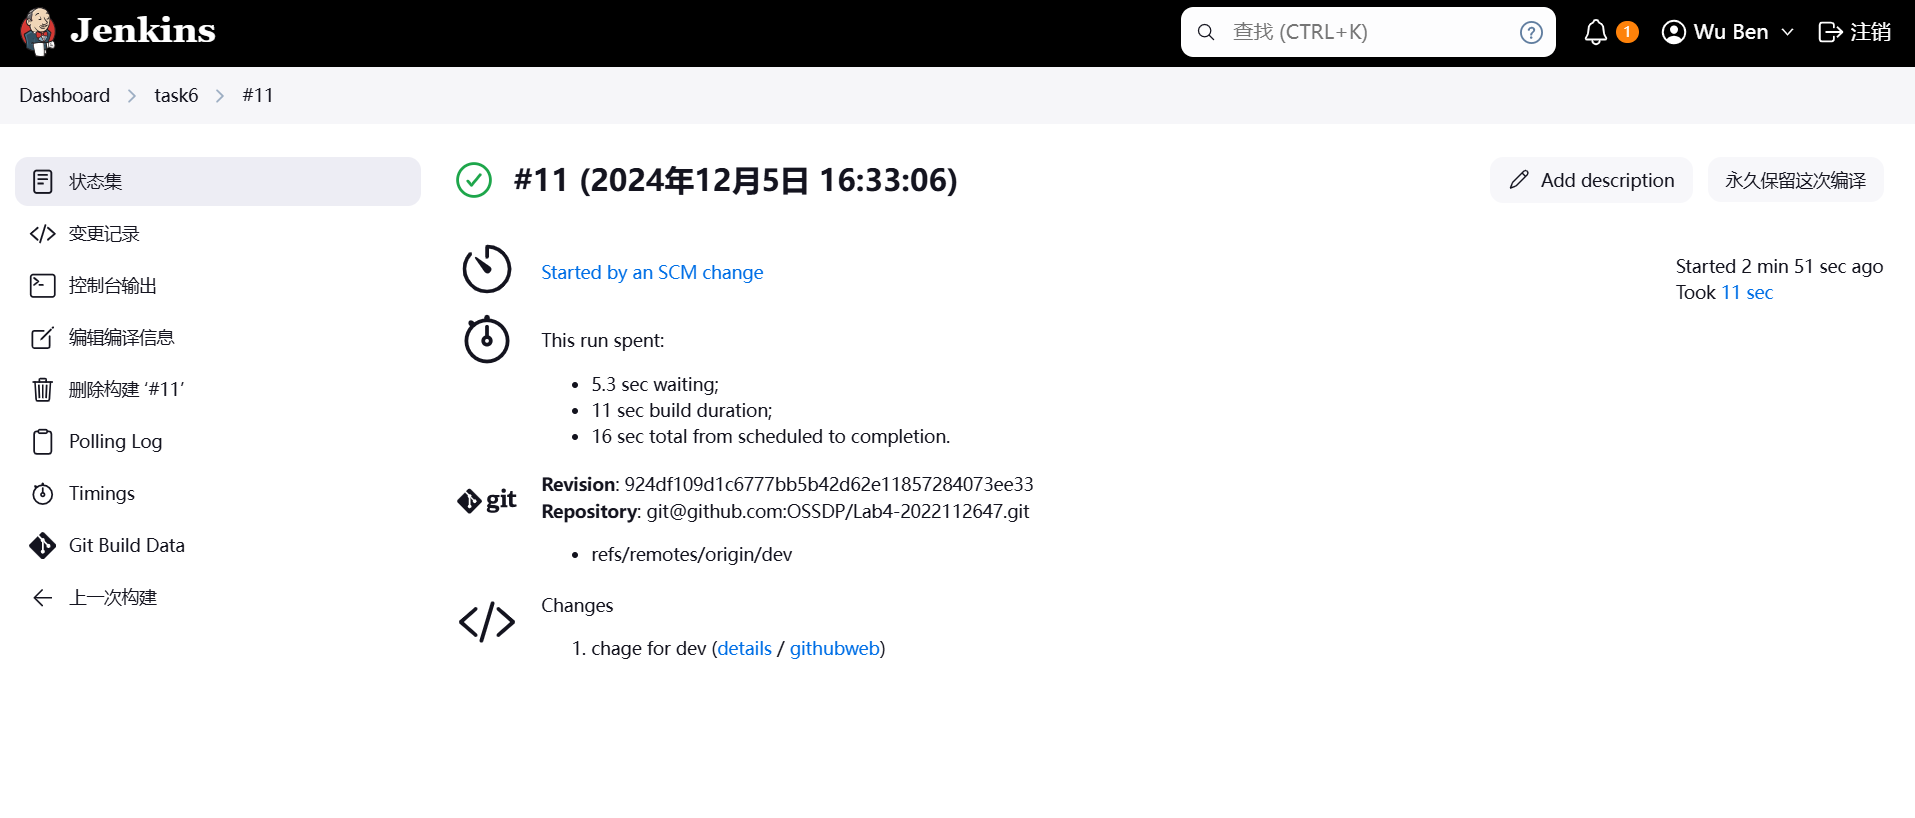 Jenkins
查找 (CTRL+K)
?
1
Wu Ben
注销
Dashboard
task6
#11
状态集
变更记录
控制台输出
编辑编译信息
删除构建 ‘#11’
Polling Log
Timings
Git Build Data
上一次构建
#11 (2024年12月5日 16:33:06)
Add description
永久保留这次编译
Started by an SCM change
Started 2 min 51 sec ago
Took 11 sec
This run spent:
• 5.3 sec waiting;
• 11 sec build duration;
• 16 sec total from scheduled to completion.
git
Revision: 924df109d1c6777bb5b42d62e11857284073ee33
Repository: git@github.com:OSSDP/Lab4-2022112647.git
• refs/remotes/origin/dev
Changes
1. chage for dev (details / githubweb)